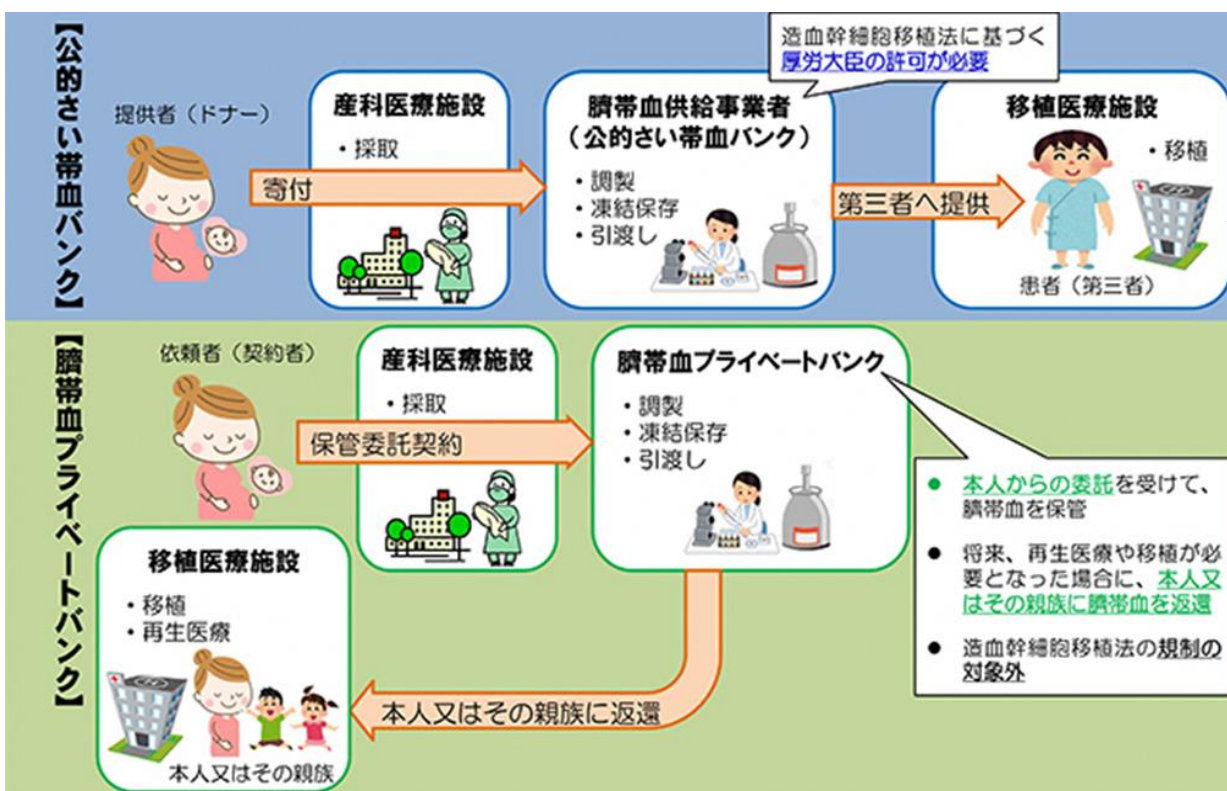 【公的さい帯血バンク】
造血幹細胞移植法に基づく
厚労大臣の許可が必要
提供者（ドナー）
産科医療施設
・採取
寄付
臍帯血供給事業者
（公的さい帯血バンク）
・調製
・凍結保存
・引渡し
第三者へ提供
移植医療施設
・移植
患者（第三者）
【臍帯血プライベートバンク】
依頼者（契約者）
産科医療施設
・採取
保管委託契約
臍帯血プライベートバンク
・調製
・凍結保存
・引渡し
● 本人からの委託を受けて、
臍帯血を保管
● 将来、再生医療や移植が必
要となった場合に、本人又
はその親族に臍帯血を返還
● 造血幹細胞移植法の規制の
対象外
本人又はその親族に返還
移植医療施設
・移植
・再生医療
本人又はその親族